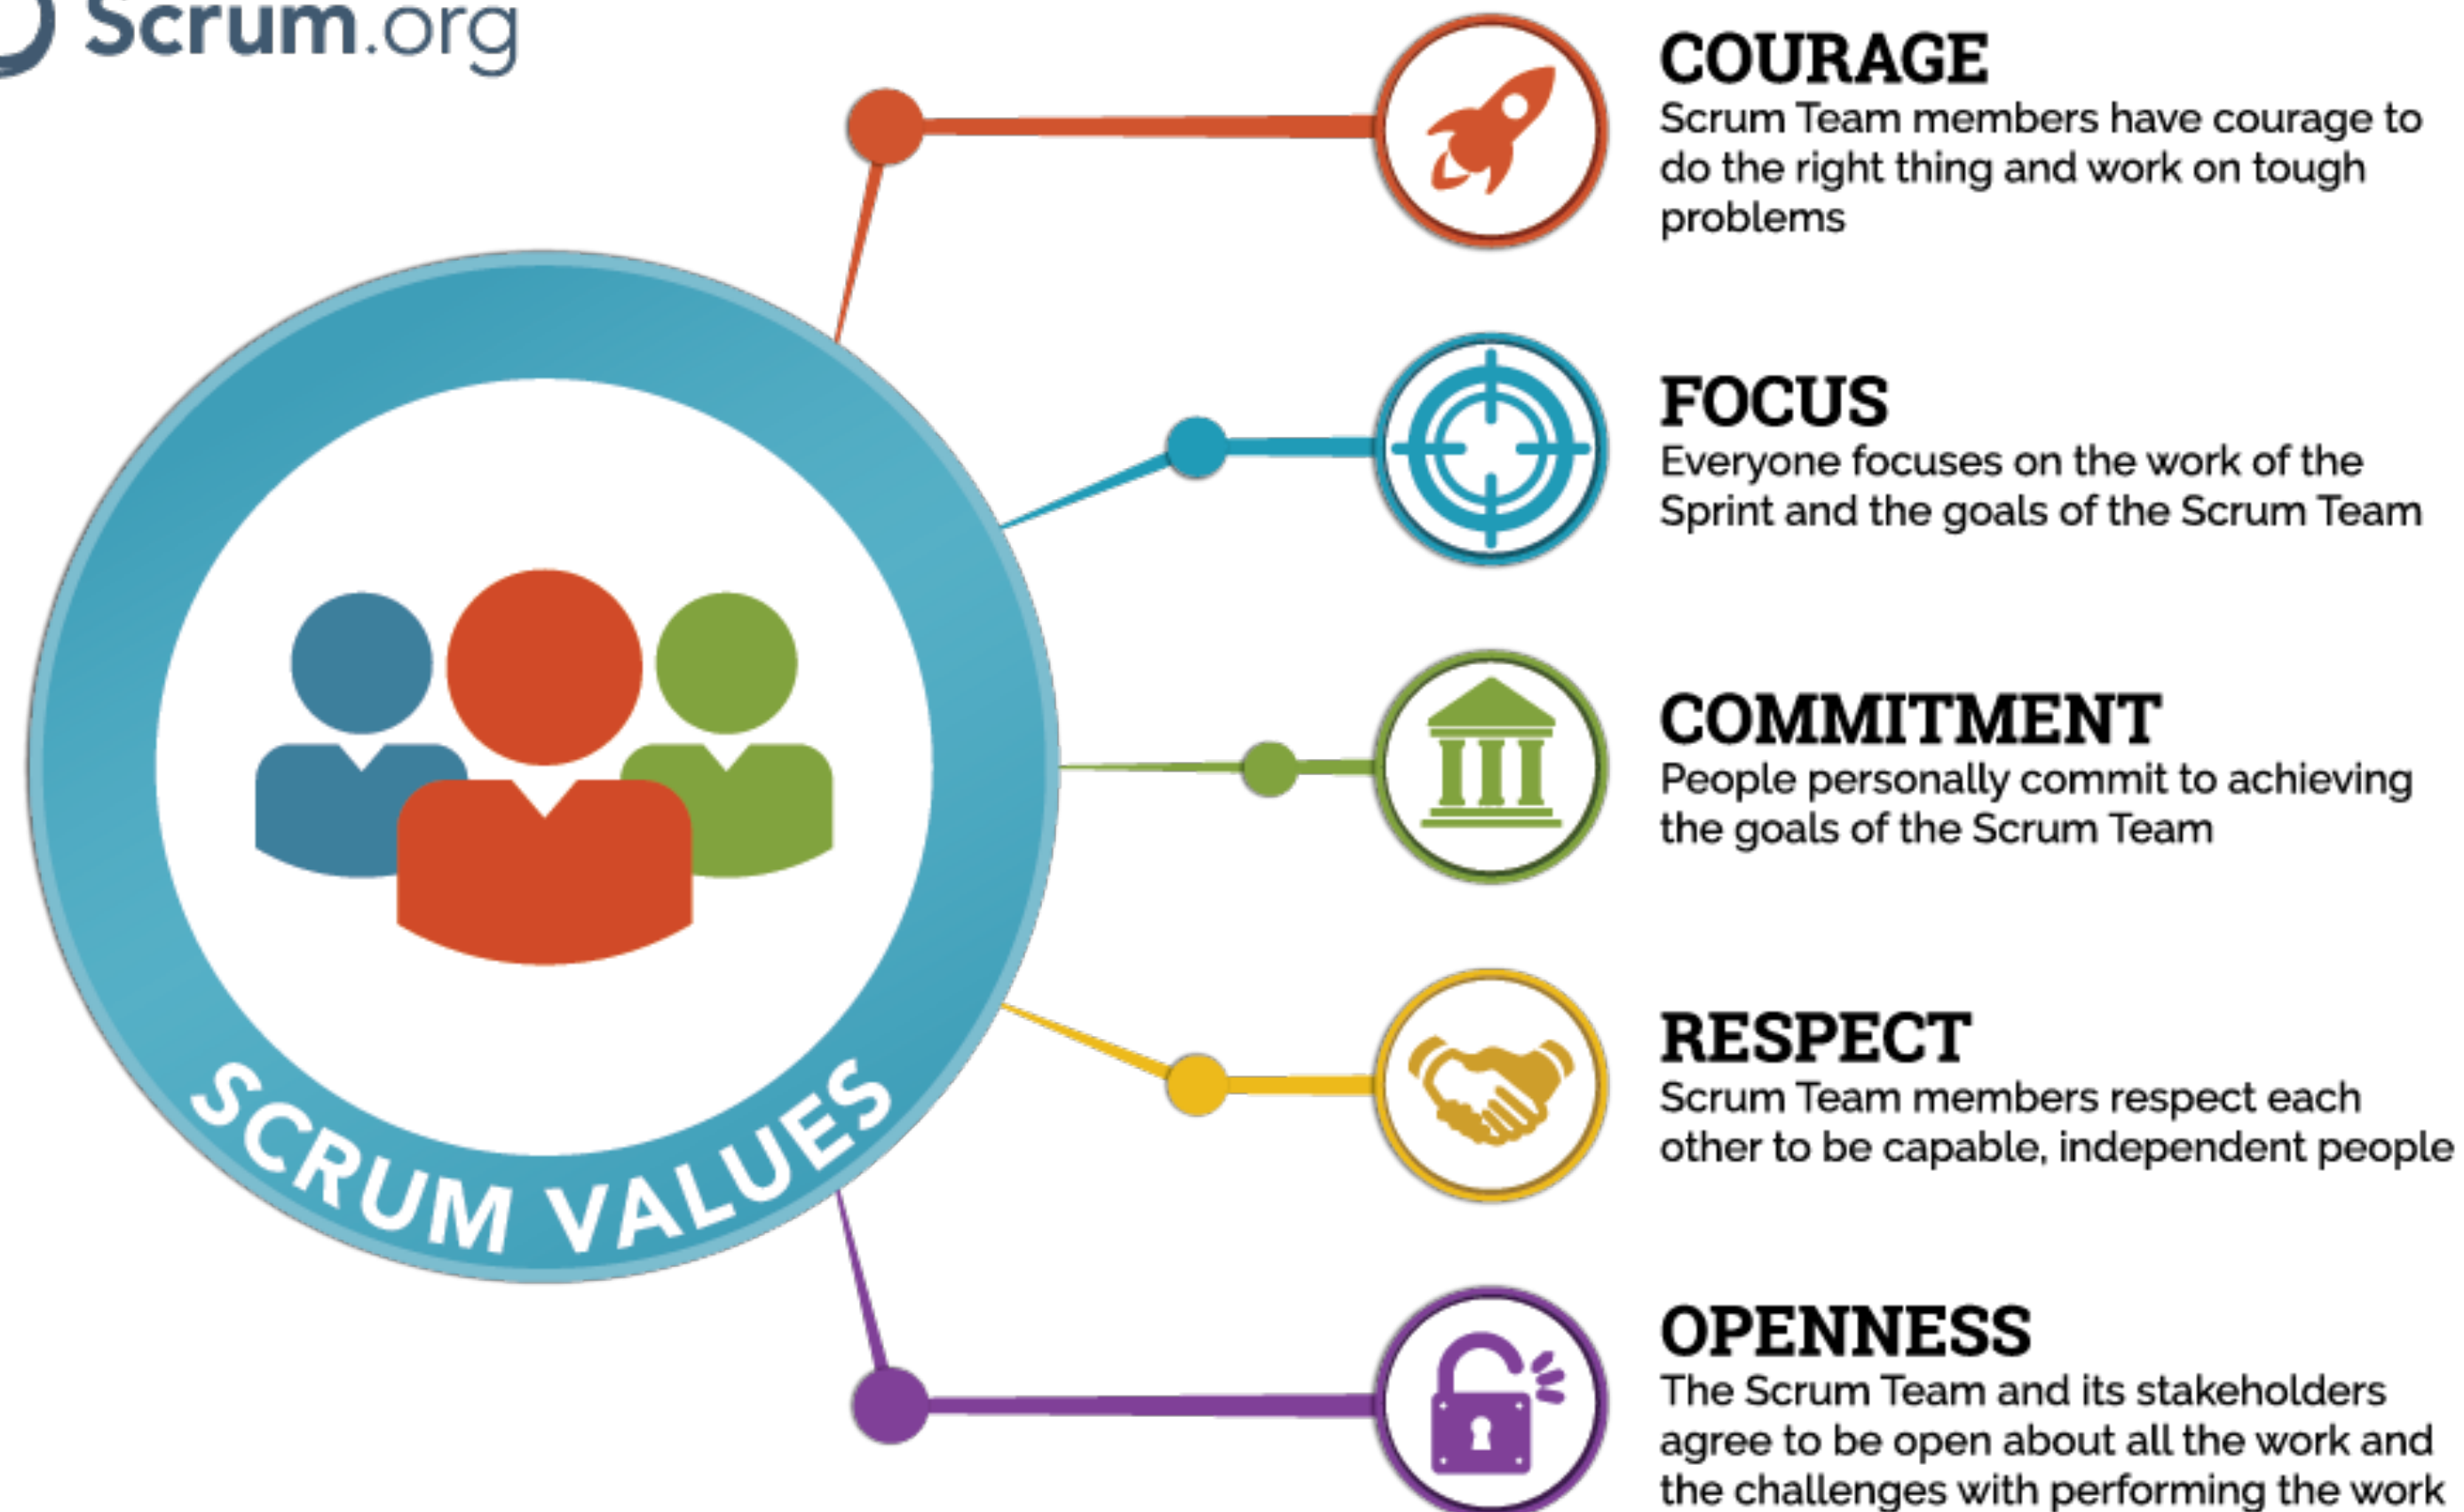 Scrum.org
COURAGE
Scrum Team members have courage to
do the right thing and work on tough
problems
FOCUS
Everyone focuses on the work of the
Sprint and the goals of the Scrum Team
COMMITMENT
People personally commit to achieving
the goals of the Scrum Team
RESPECT
Scrum Team members respect each
other to be capable, independent people
OPENNESS
The Scrum Team and its stakeholders
agree to be open about all the work and
the challenges with performing the work
SCRUM VALUES